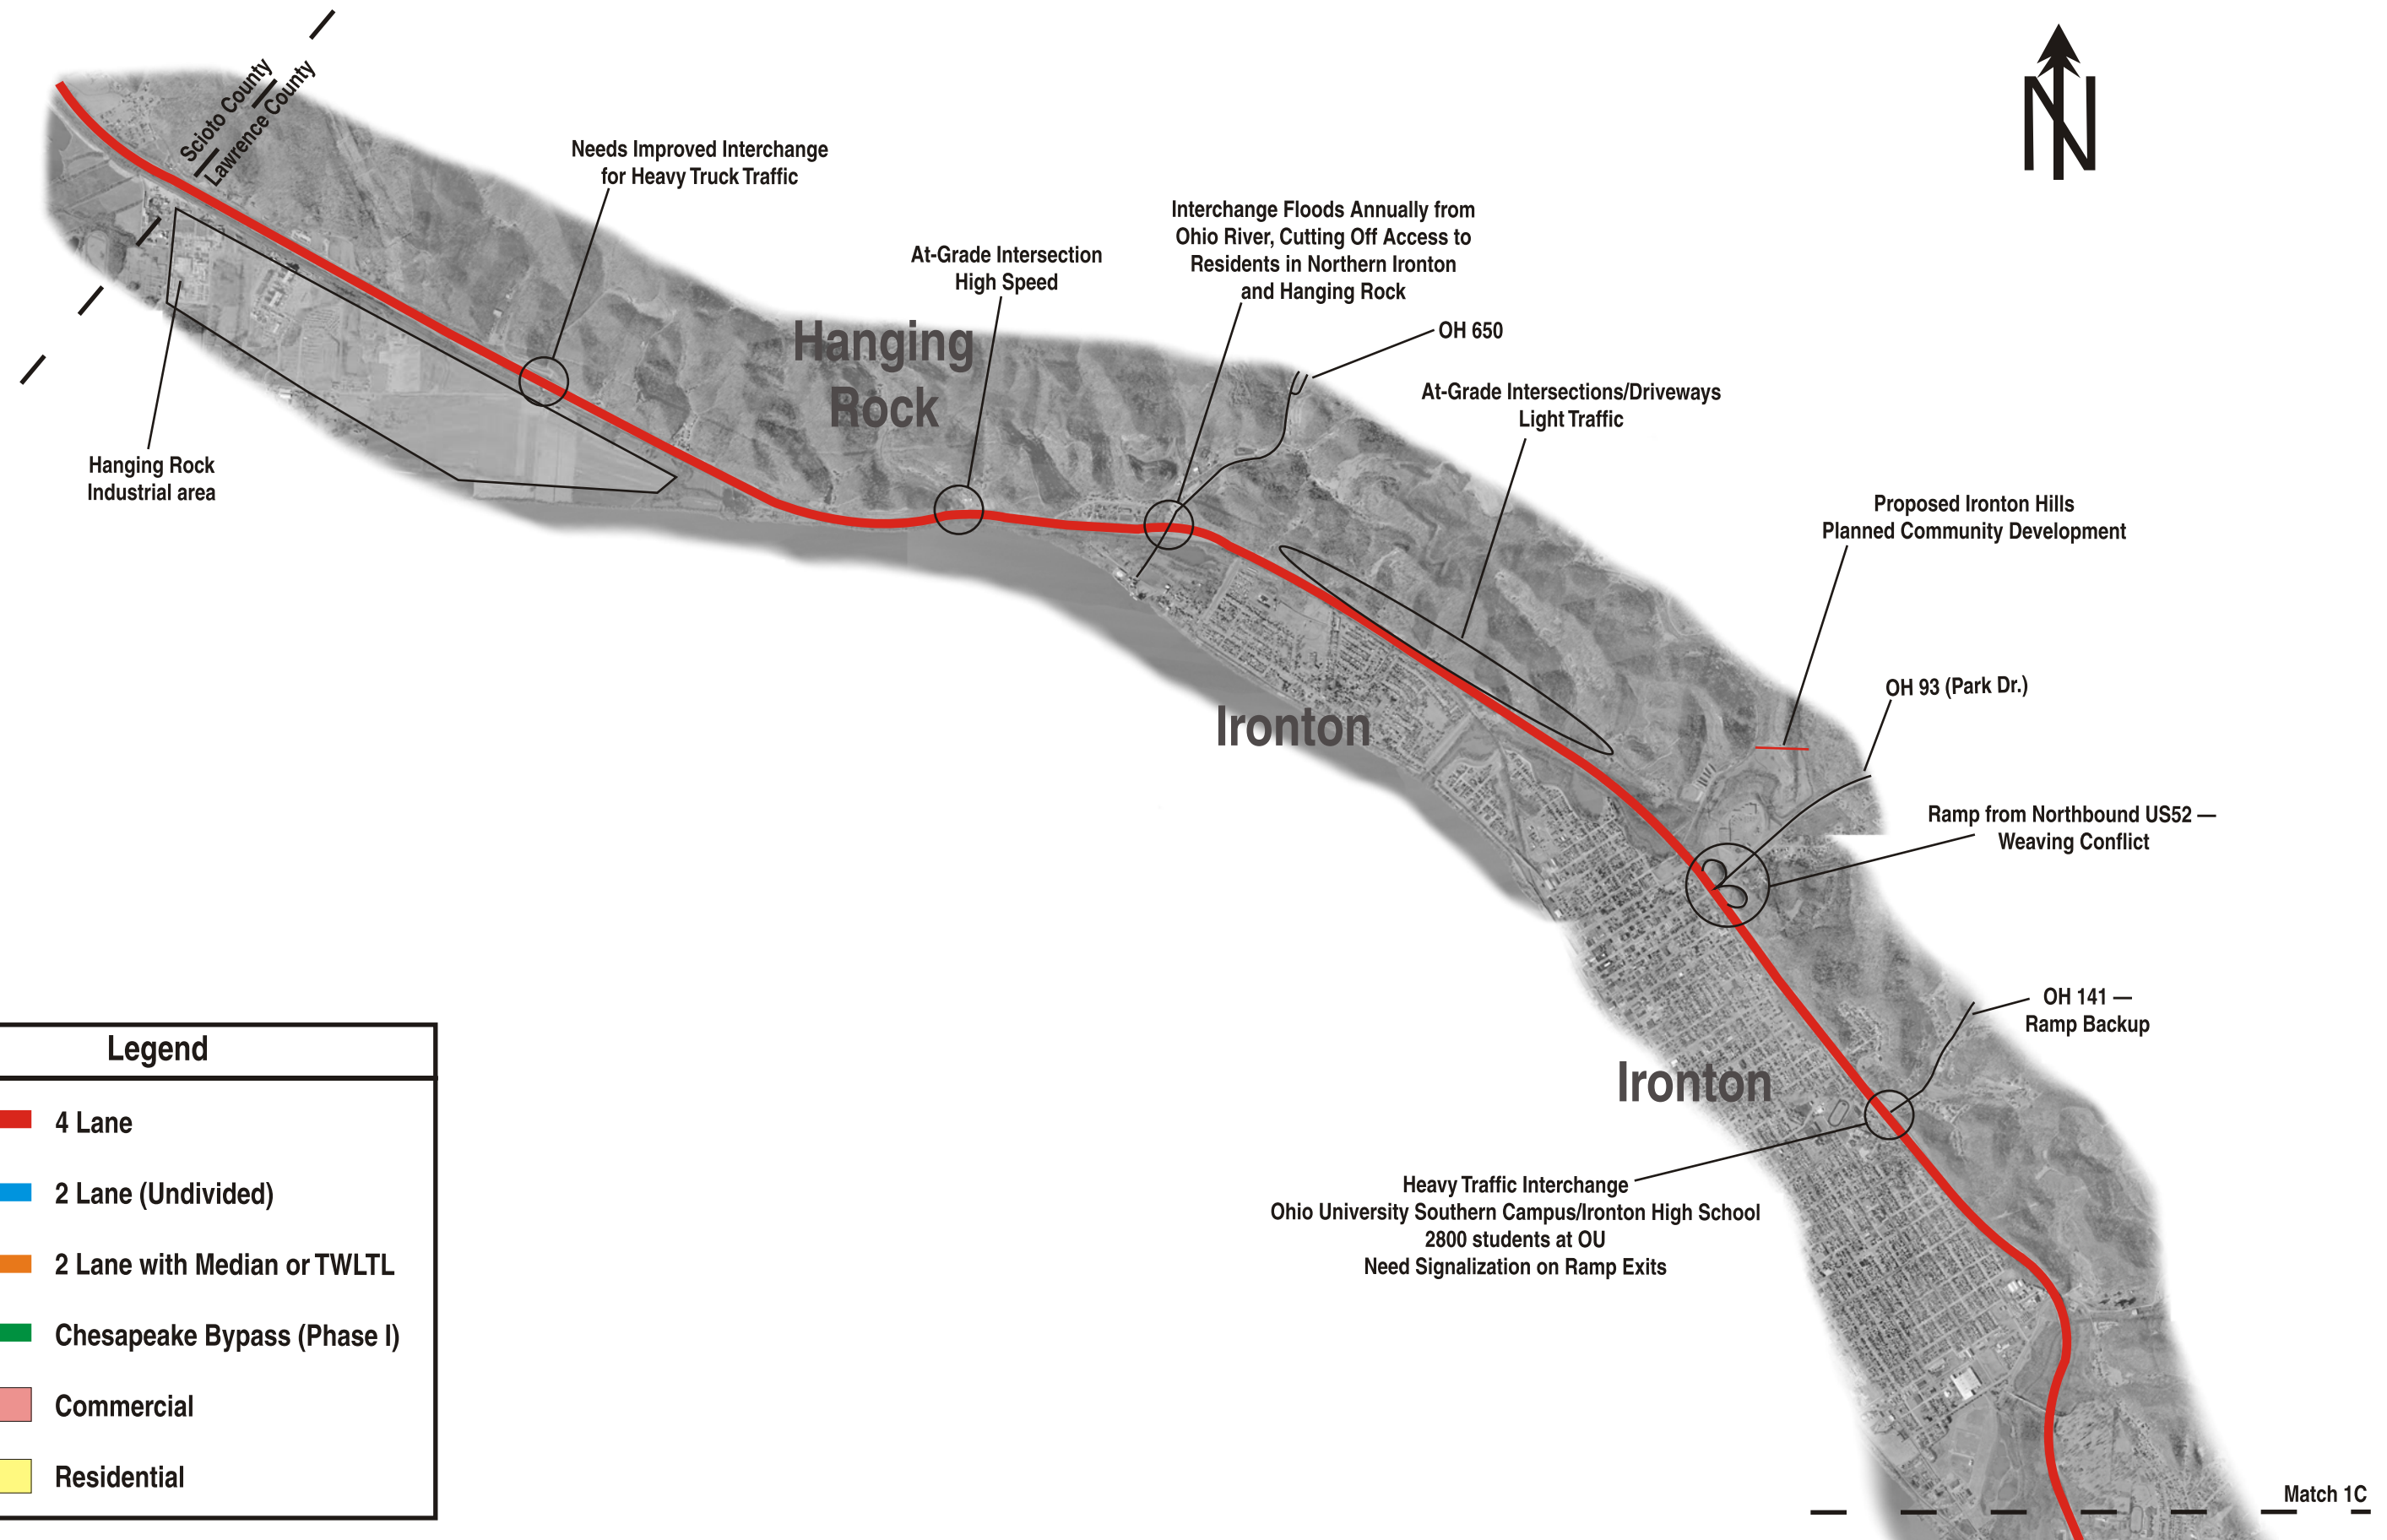 Scioto County
Lawrence County
Needs Improved Interchange
for Heavy Truck Traffic
N
Interchange Floods Annually from
Ohio River, Cutting Off Access to
Residents in Northern Ironton
and Hanging Rock
At-Grade Intersection
High Speed
OH 650
Hanging
Rock
At-Grade Intersections/Driveways
Light Traffic
Hanging Rock
Industrial area
Proposed Ironton Hills
Planned Community Development
OH 93 (Park Dr.)
Ironton
Ramp from Northbound US52 —
Weaving Conflict
OH 141 —
Ramp Backup
Ironton
Heavy Traffic Interchange
Ohio University Southern Campus/Ironton High School
2800 students at OU
Need Signalization on Ramp Exits
Legend
4 Lane
2 Lane (Undivided)
2 Lane with Median or TWLTL
Chesapeake Bypass (Phase I)
Commercial
Residential
Match 1C